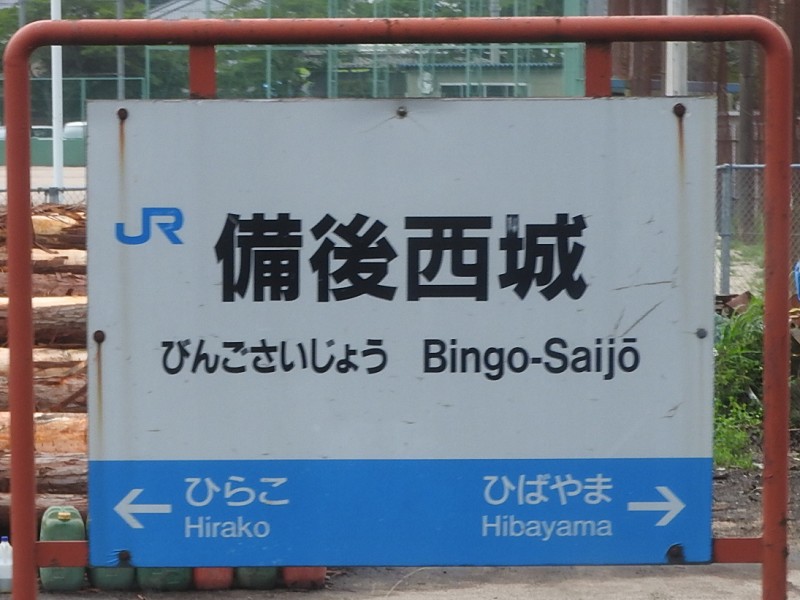 JR
備後西城
びんごさいじょう Bingo-Saijō
ひらこ
Hirako
ひばやま
Hibayama